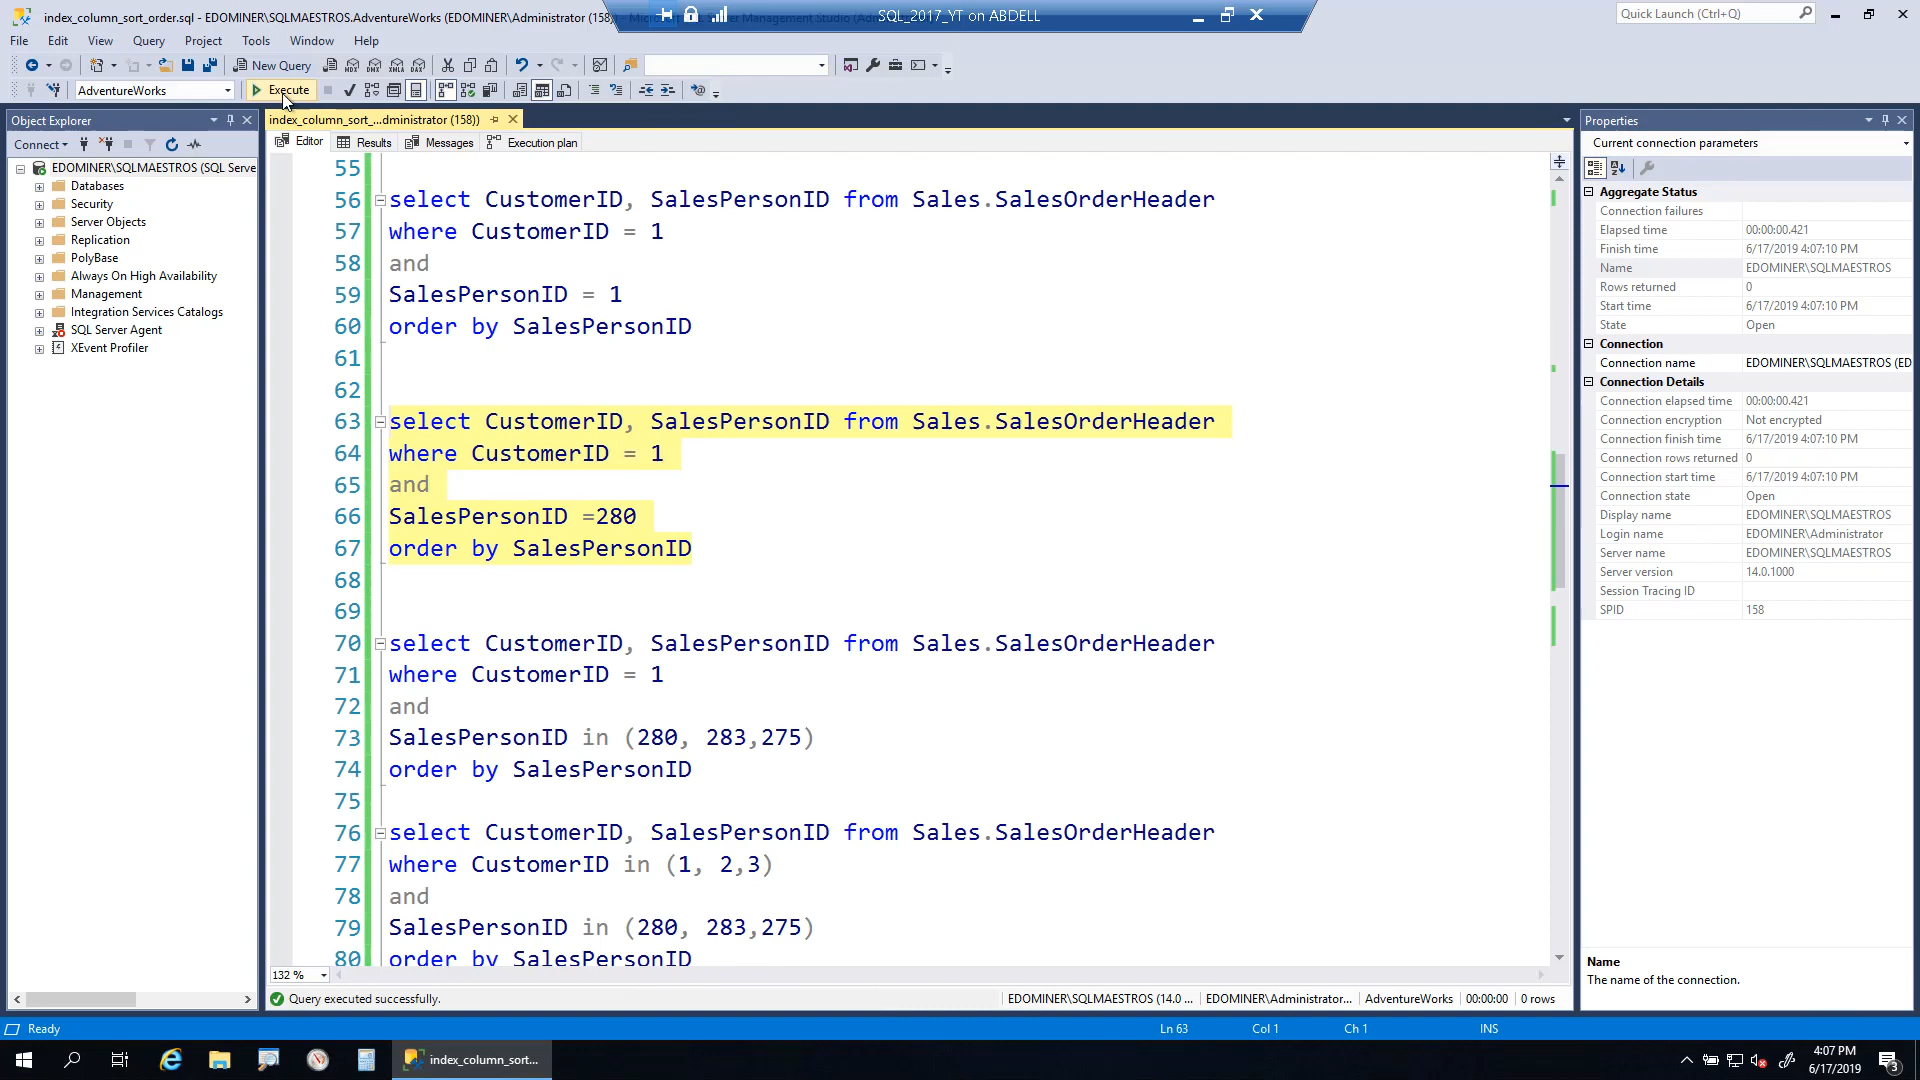 index_column_sort_order.sql - EDOMINER\SQLMAESTROS.AdventureWorks (EDOMINER\Administrator (158
SQL_2017_YT on ABDELL
Quick Launch (Ctrl+Q)
File Edit View Query Project Tools Window Help
New Query
AdventureWorks
Execute
Object Explorer
index_column_sort_...dministrator (158))
Properties
Connect
Editor
Results
Messages
Execution plan
Current connection parameters
EDOMINER\SQLMAESTROS (SQL Serve
Databases
Security
Server Objects
Replication
PolyBase
Always On High Availability
Management
Integration Services Catalogs
SQL Server Agent
XEvent Profiler
55
56 select CustomerID, SalesPersonID from Sales.SalesOrderHeader
57 where CustomerID = 1
58 and
59 SalesPersonID = 1
60 order by SalesPersonID
61
62
63 select CustomerID, SalesPersonID from Sales.SalesOrderHeader
64 where CustomerID = 1
65 and
66 SalesPersonID =280
67 order by SalesPersonID
68
69
70 select CustomerID, SalesPersonID from Sales.SalesOrderHeader
71 where CustomerID = 1
72 and
73 SalesPersonID in (280, 283,275)
74 order by SalesPersonID
75
76 select CustomerID, SalesPersonID from Sales.SalesOrderHeader
77 where CustomerID in (1, 2,3)
78 and
79 SalesPersonID in (280, 283,275)
80 order by SalesPersonID
132 %
Query executed successfully.
EDOMINER\SQLMAESTROS (14.0 ...
EDOMINER\Administrator...
AdventureWorks
00:00:00
0 rows
Aggregate Status
Connection failures
Elapsed time 00:00:00.421
Finish time 6/17/2019 4:07:10 PM
Name EDOMINER\SQLMAESTROS
Rows returned 0
Start time 6/17/2019 4:07:10 PM
State Open
Connection
Connection name EDOMINER\SQLMAESTROS (ED
Connection Details
Connection elapsed time 00:00:00.421
Connection encryption Not encrypted
Connection finish time 6/17/2019 4:07:10 PM
Connection rows returned 0
Connection start time 6/17/2019 4:07:10 PM
Connection state Open
Display name EDOMINER\SQLMAESTROS
Login name EDOMINER\Administrator
Server name EDOMINER\SQLMAESTROS
Server version 14.0.1000
Session Tracing ID
SPID 158
Name
The name of the connection.
Ready
Ln 63
Col 1
Ch 1
INS
index_column_sort...
4:07 PM
6/17/2019
3